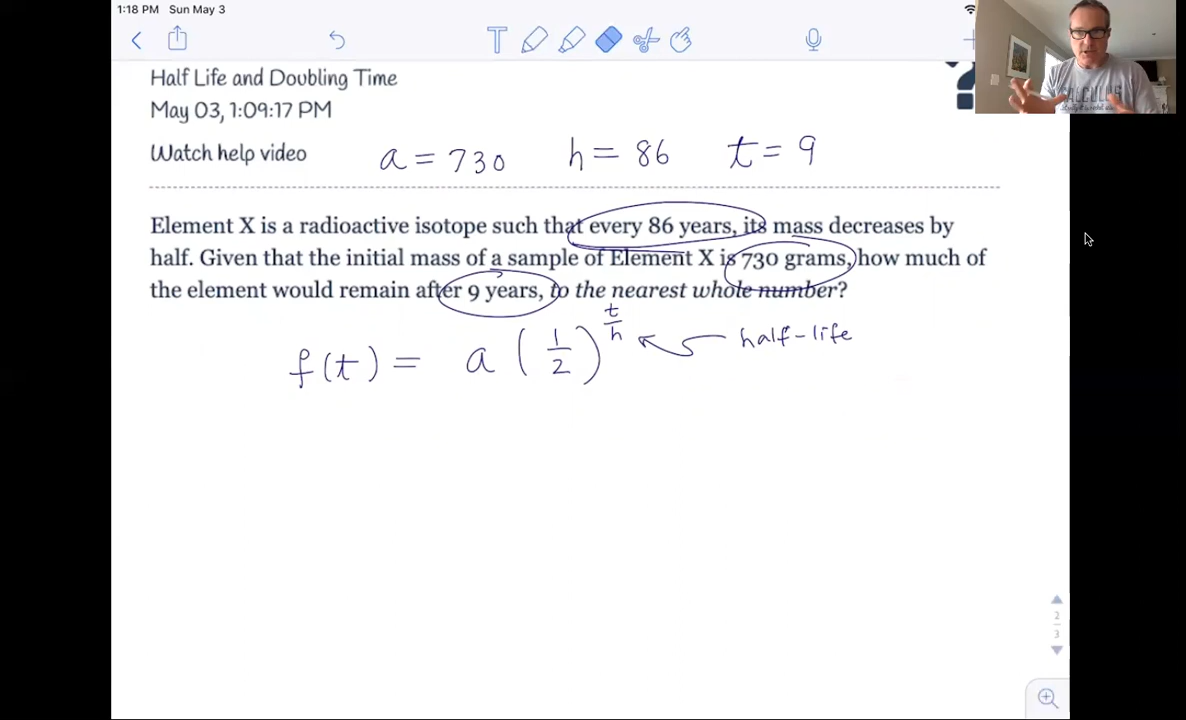 1:18 PM Sun May 3
Half Life and Doubling Time
May 03, 1:09:17 PM
Watch help video
a = 730 h = 86 t = 9
Element X is a radioactive isotope such that every 86 years, its mass decreases by
half. Given that the initial mass of a sample of Element X is 730 grams, how much of
the element would remain after 9 years, to the nearest whole number?
f(t) = a (1/2)^(t/h) half-life
CALCULUS
2
3